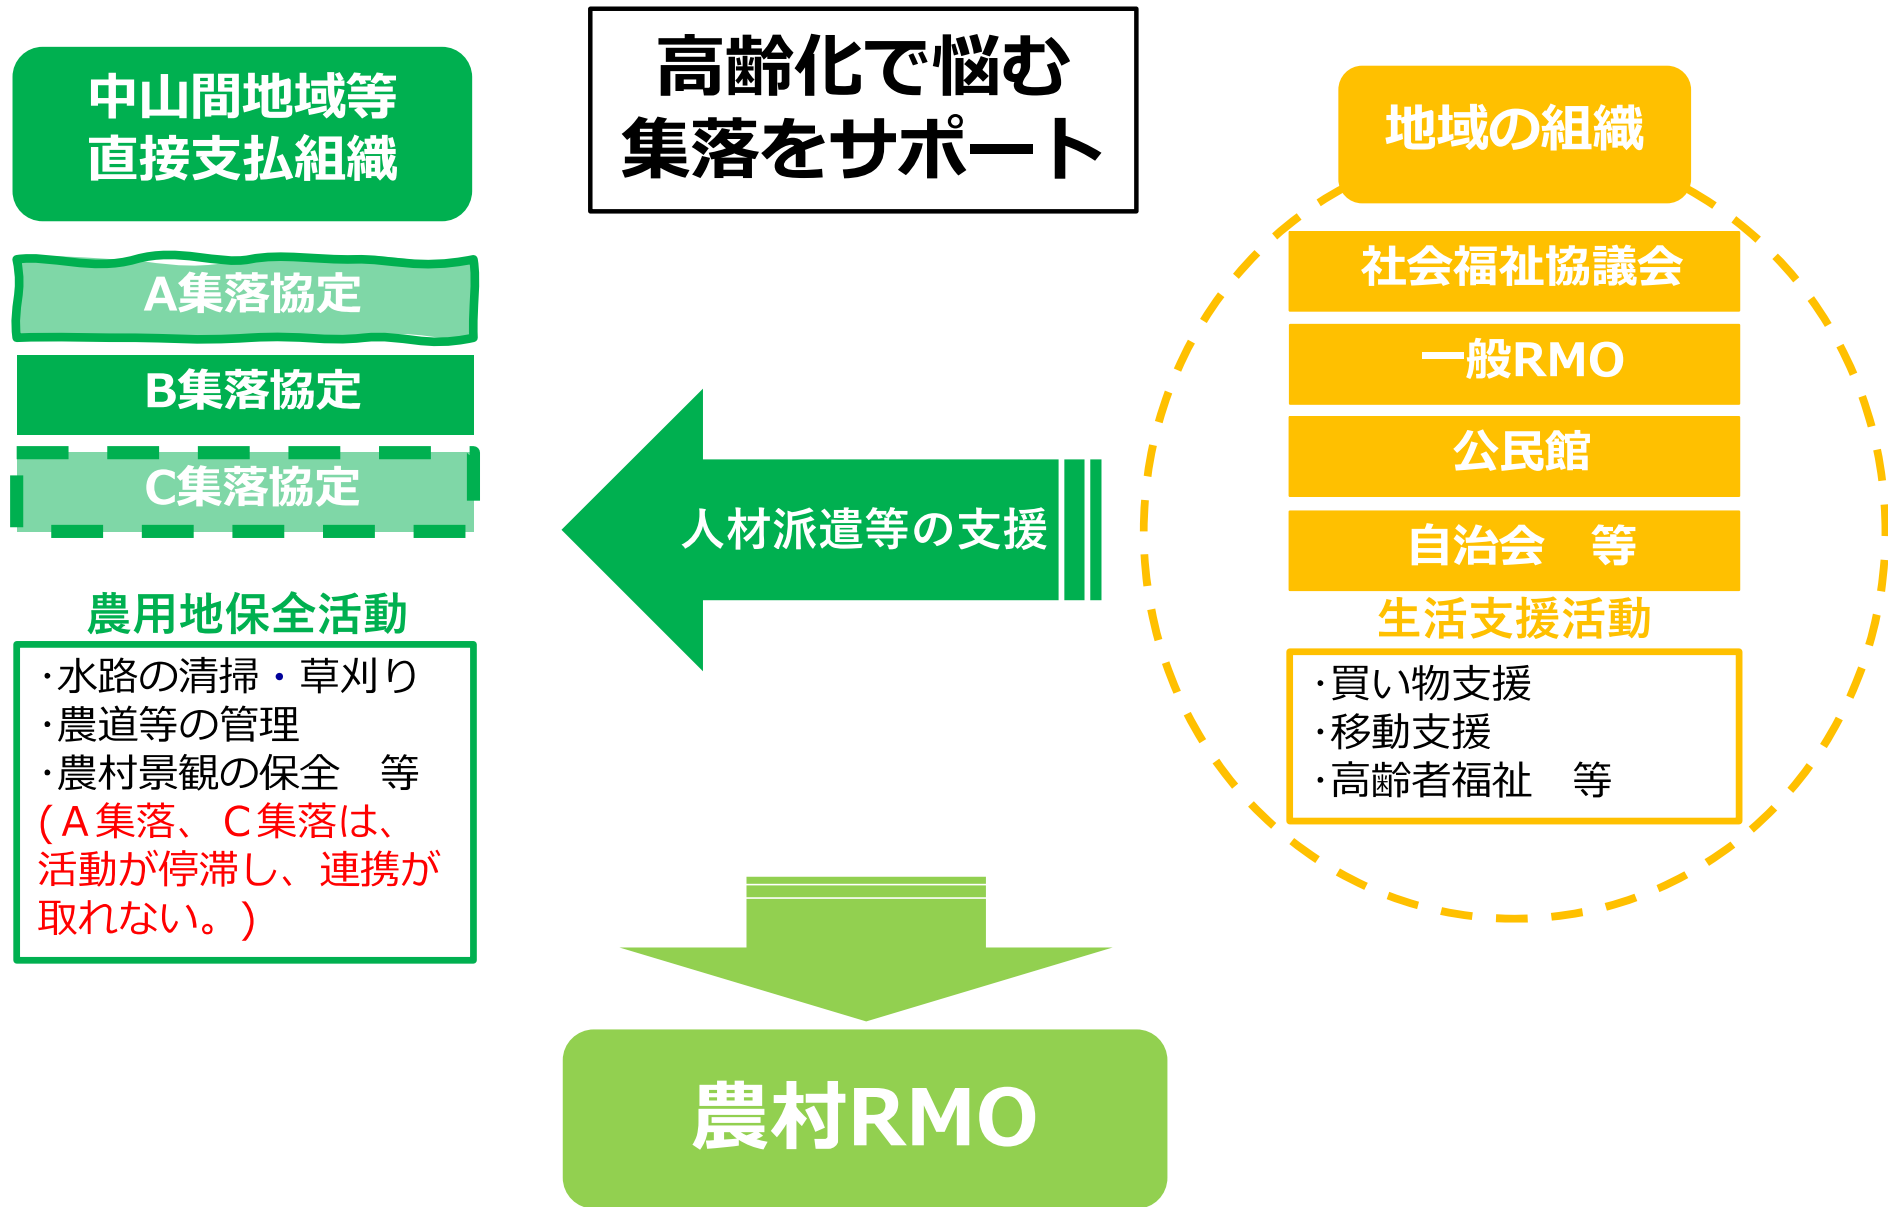 高齢化で悩む
集落をサポート
中山間地域等
直接支払組織
A集落協定
B集落協定
C集落協定
農用地保全活動
・水路の清掃・草刈り
・農道等の管理
・農村景観の保全　等
(Ａ集落、Ｃ集落は、
活動が停滞し、連携が
取れない。)
人材派遣等の支援
地域の組織
社会福祉協議会
一般RMO
公民館
自治会　等
生活支援活動
・買い物支援
・移動支援
・高齢者福祉　等
農村RMO